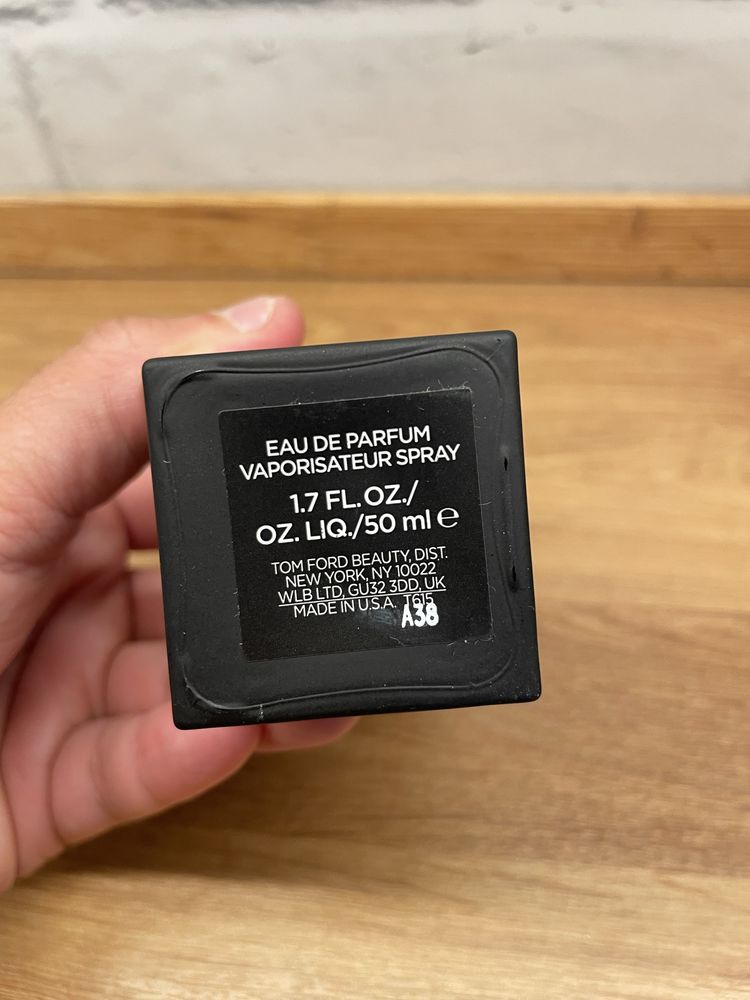 EAU DE PARFUM
VAPORISATEUR SPRAY
1.7 FL.OZ./
OZ. LIQ./50 ml ℮
TOM FORD BEAUTY, DIST.
NEW YORK, NY 10022
WLB LTD, GU32 3DD, UK
MADE IN U.S.A. T615
A38